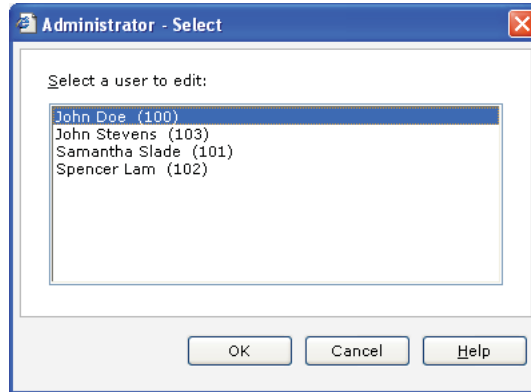 Administrator - Select
Select a user to edit:
John Doe (100)
John Stevens (103)
Samantha Slade (101)
Spencer Lam (102)
OK Cancel Help